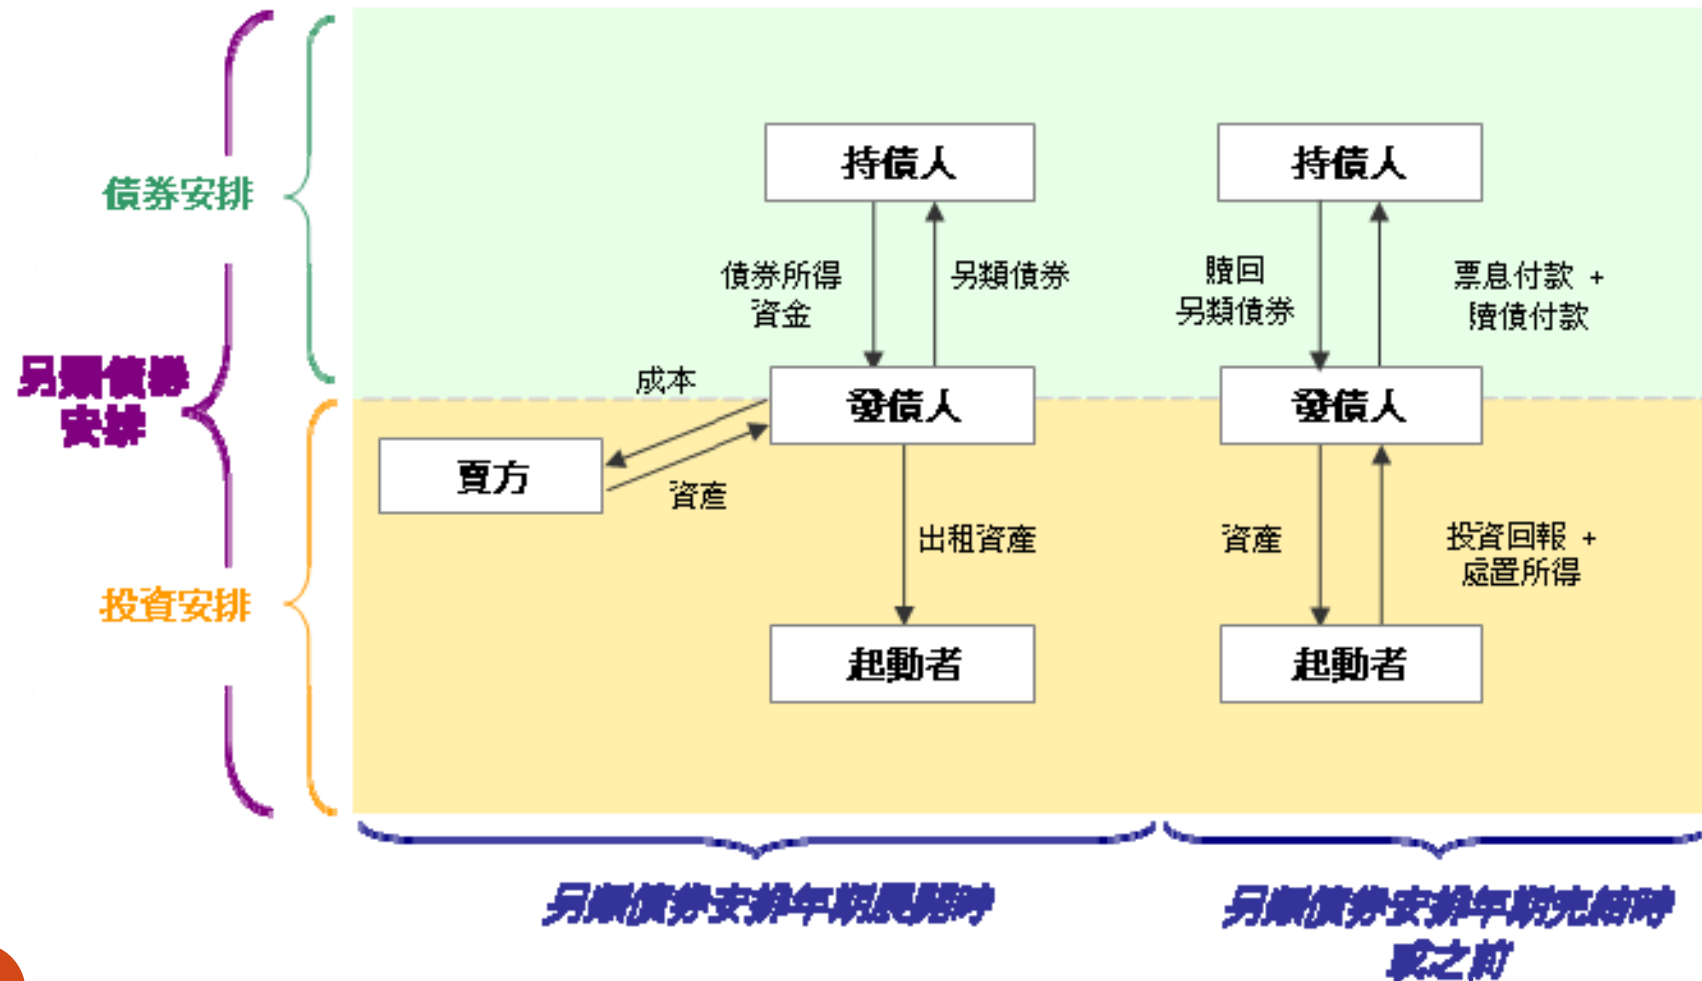 持債人
持債人
債券安排
債券所得
資金
另類債券
贖回
另類債券
票息付款 +
贖債付款
另類債券
安排
成本
發債人
發債人
賣方
資產
出租資產
資產
投資回報 +
處置所得
投資安排
起動者
起動者
另類債券安排年期展開時
另類債券安排年期完結時
或之前